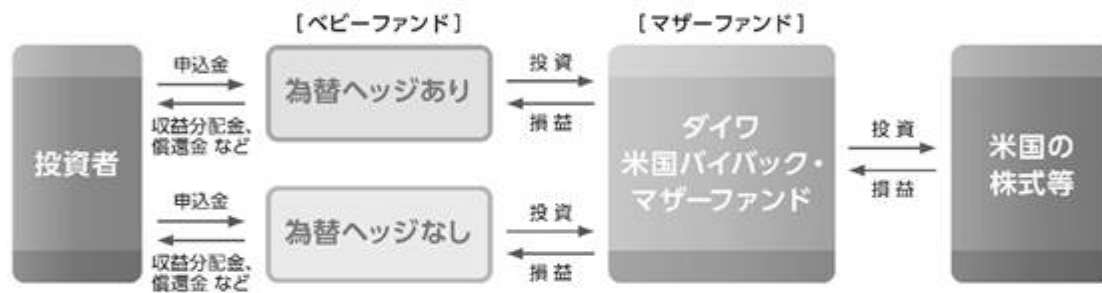 [ベビーファンド]
[マザーファンド]
投資者
申込金
収益分配金、
償還金 など
為替ヘッジあり
投資
損益
申込金
収益分配金、
償還金 など
為替ヘッジなし
投資
損益
ダイワ
米国バイバック・
マザーファンド
投資
損益
米国の
株式等